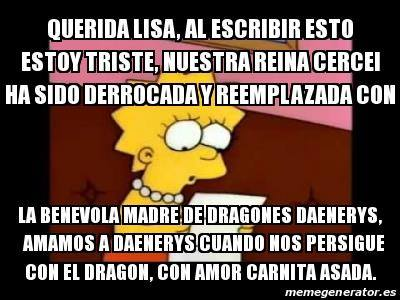 QUERIDA LISA, AL ESCRIBIR ESTO
ESTOY TRISTE, NUESTRA REINA CERCEI
HA SIDO DERROCADA Y REEMPLAZADA CON
LA BENEVOLA MADRE DE DRAGONES DAENERYS,
AMAMOS A DAENERYS CUANDO NOS PERSIGUE
CON EL DRAGON, CON AMOR CARNITA ASADA.
memegenerator.es